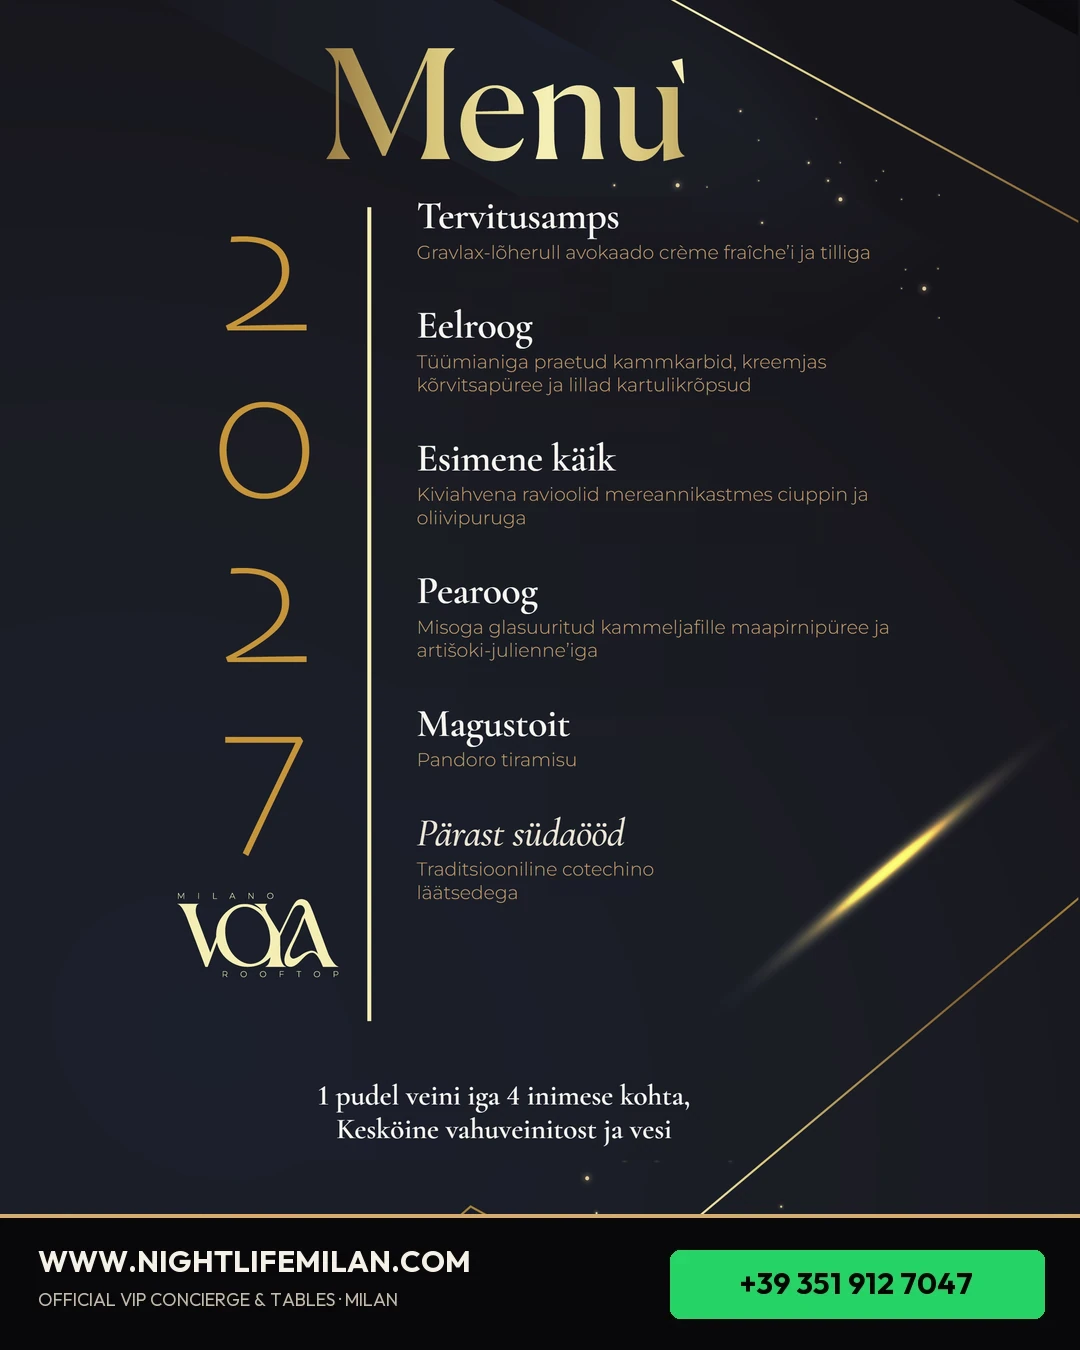 Menu'
2
0
2
7
Tervitusamps
Gravlax-lõherull avokaado crème fraîche'i ja tilliga
Eelroog
Tüümianiga praetud kammkarbid, kreemjas
kõrvitsapüree ja lillad kartulikrõpsud
Esimene käik
Kiviahvena ravioolid mereannikastmes ciuppin ja
oliivipuruga
Pearoog
Misoga glasuuritud kammeljafille maapirnipüree ja
artišoki-julienne'iga
Magustoit
Pandoro tiramisu
Pärast südaööd
Traditsiooniline cotechino
läätsedega
MILANO
VOYA
ROOFTOP
1 pudel veini iga 4 inimese kohta,
Kesköine vahuveinitost ja vesi
WWW.NIGHTLIFEMILAN.COM
OFFICIAL VIP CONCIERGE & TABLES · MILAN
+39 351 912 7047